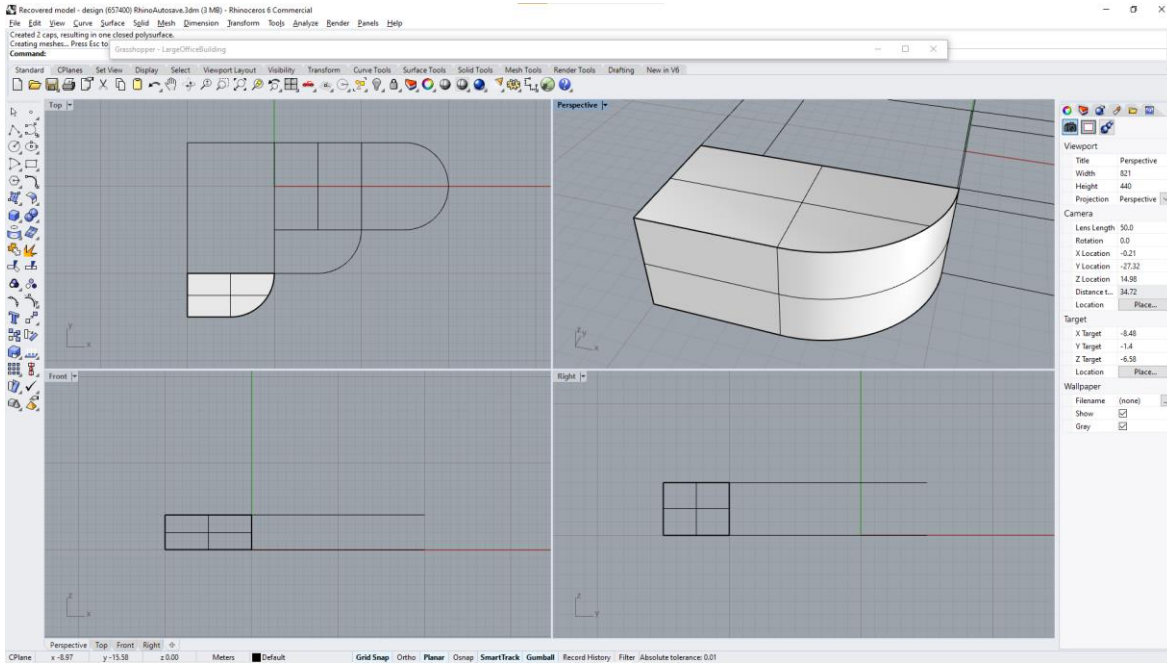 Recovered model - design (657400) RhinoAutosave.3dm (3 MB) - Rhinoceros 6 Commercial
File Edit View Curve Surface Solid Mesh Dimension Transform Tools Analyze Render Panels Help
Created 2 caps, resulting in one closed polysurface.
Creating meshes... Press Esc to
Grasshopper - LargeOfficeBuilding
Command:
Standard CPlanes Set View Display Select Viewport Layout Visibility Transform Curve Tools Surface Tools Solid Tools Mesh Tools Render Tools Drafting New in V6
Top
Perspective
Viewport
Title Perspective
Width 821
Height 440
Projection Perspective
Camera
Lens Length 50.0
Rotation 0.0
X Location -0.21
Y Location -27.32
Z Location 14.98
Distance t... 34.72
Location Place...
Target
X Target -8.48
Y Target -1.4
Z Target -6.58
Location Place...
Wallpaper
Filename (none)
Show
Gray
y
x
z y
x
Front
Right
z
x
z
y
Perspective Top Front Right
CPlane x -8.97 y -15.58 z 0.00 Meters Default Grid Snap Ortho Planar Osnap SmartTrack Gumball Record History Filter Absolute tolerance: 0.01